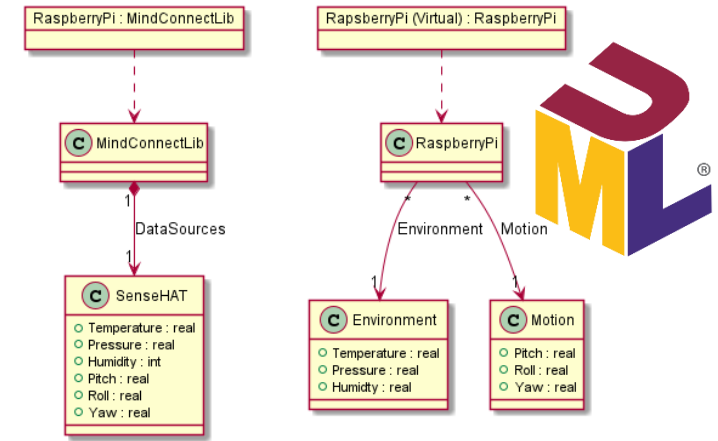 RaspberryPi : MindConnectLib
C MindConnectLib
1
DataSources
1
C SenseHAT
Temperature : real
Pressure : real
Humidity : int
Pitch : real
Roll : real
Yaw : real
RapsberryPi (Virtual) : RaspberryPi
C RaspberryPi
* *
Environment Motion
1 1
C Environment
Temperature : real
Pressure : real
Humidty : real
C Motion
Pitch : real
Roll : real
Yaw : real
UML ®